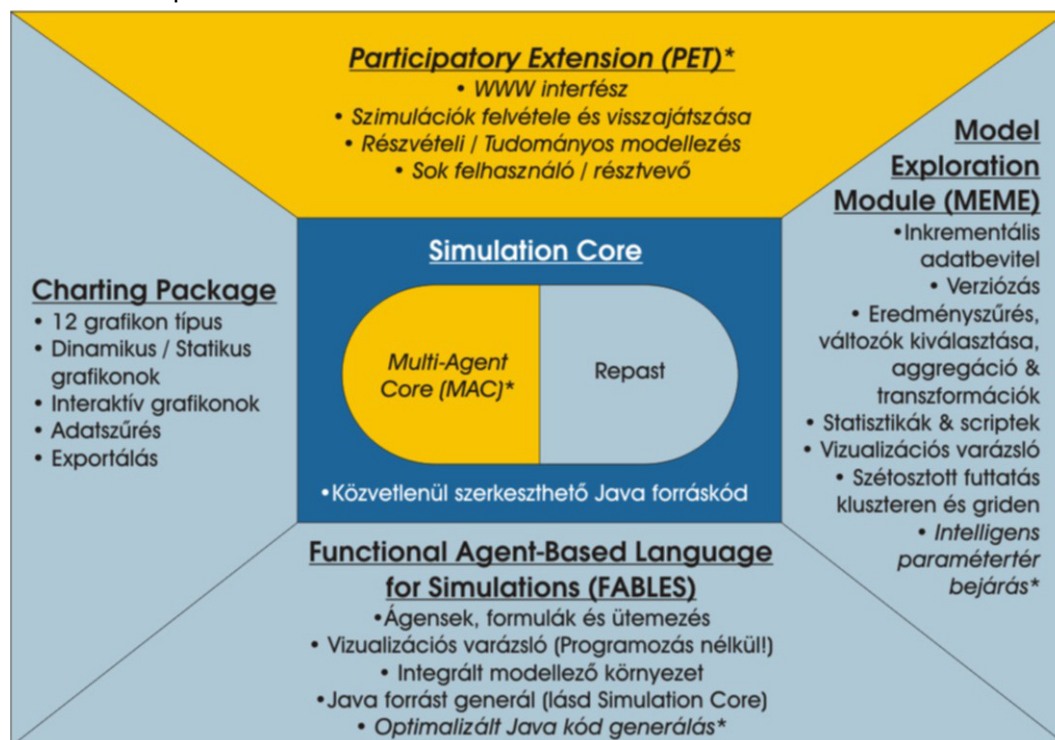 Participatory Extension (PET)*
• WWW interfész
• Szimulációk felvétele és visszajátszása
• Részvételi / Tudományos modellezés
• Sok felhasználó / résztvevő
Charting Package
• 12 grafikon típus
• Dinamikus / Statikus
grafikonok
• Interaktív grafikonok
• Adatszűrés
• Exportálás
Simulation Core
Multi-Agent
Core (MAC)*
Repast
•Közvetlenül szerkeszthető Java forráskód
Model
Exploration
Module (MEME)
•Inkrementális
adatbevitel
• Verziózás
• Eredményszűrés,
változók kiválasztása,
aggregáció &
transzformációk
• Statisztikák & scriptek
• Vizualizációs varázsló
• Szétosztott futtatás
kluszteren és griden
• Intelligens
paramétertér
bejárás*
Functional Agent-Based Language
for Simulations (FABLES)
•Ágensek, formulák és ütemezés
• Vizualizációs varázsló (Programozás nélkül!)
• Integrált modellező környezet
•Java forrást generál (lásd Simulation Core)
• Optimalizált Java kód generálás*